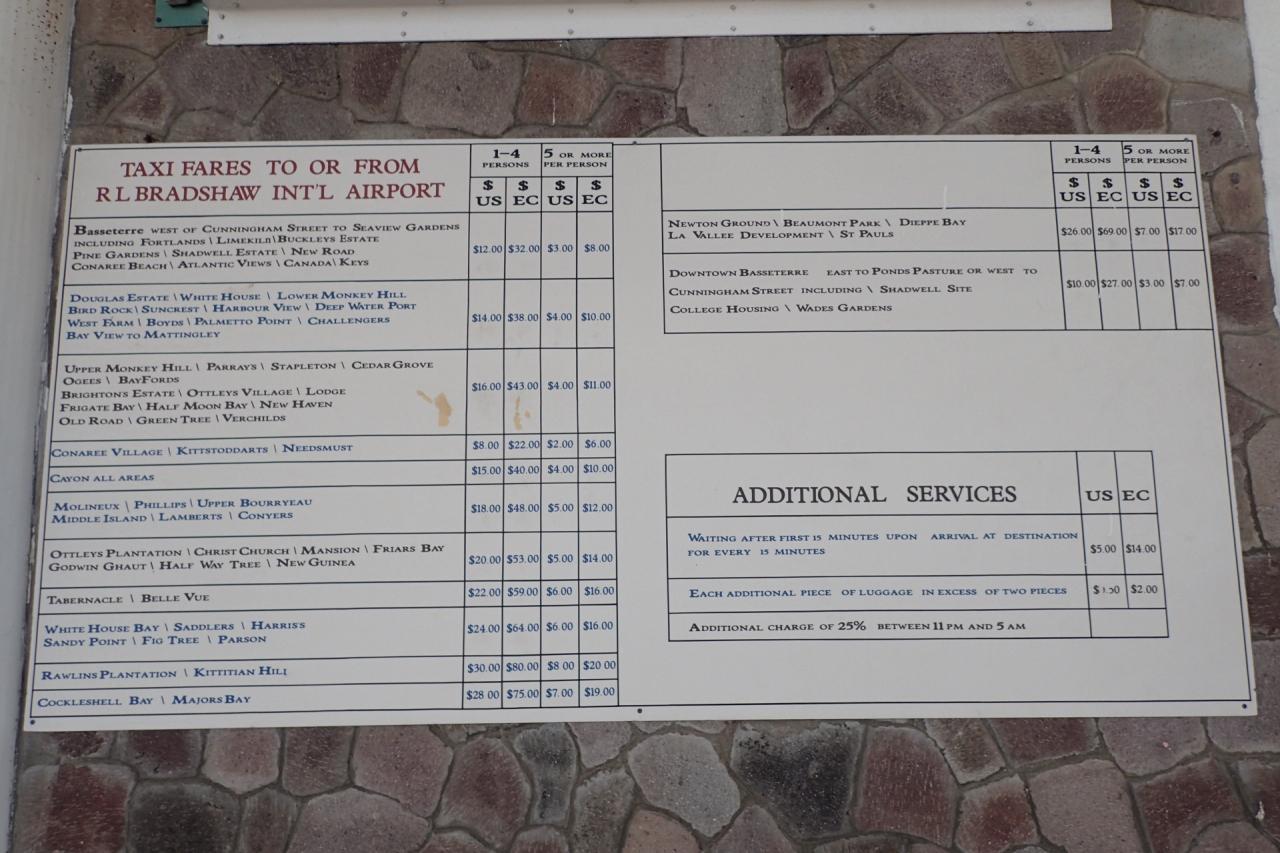 TAXI FARES TO OR FROM
R L BRADSHAW INT'L AIRPORT
1–4 PERSONS
5 OR MORE PER PERSON
$ US $ EC $ US $ EC
Basseterre WEST OF CUNNINGHAM STREET TO SEAVIEW GARDENS
INCLUDING FORTLANDS \ LIMEKILN\BUCKLEYS ESTATE
PINE GARDENS \ SHADWELL ESTATE \ NEW ROAD
CONAREE BEACH\ ATLANTIC VIEWS \ CANADA\ KEYS
$12.00 $32.00 $3.00 $8.00
DOUGLAS ESTATE \ WHITE HOUSE \ LOWER MONKEY HILL
BIRD ROCK\ SUNCREST \ HARBOUR VIEW \ DEEP WATER PORT
WEST FARM \ BOYDS \ PALMETTO POINT \ CHALLENGERS
BAY VIEW TO MATTINGLEY
$14.00 $38.00 $4.00 $10.00
UPPER MONKEY HILL \ PARRAYS \ STAPLETON \ CEDAR GROVE
OGEES \ BAYFORDS
BRIGHTON'S ESTATE \ OTTLEYS VILLAGE \ LODGE
FRIGATE BAY \ HALF MOON BAY \ NEW HAVEN
OLD ROAD \ GREEN TREE \ VERCHILDS
$16.00 $43.00 $4.00 $11.00
CONAREE VILLAGE \ KITTSTODDARTS \ NEEDSMUST
$8.00 $22.00 $2.00 $6.00
CAYON ALL AREAS
$15.00 $40.00 $4.00 $10.00
MOLINEUX \ PHILLIPS \ UPPER BOURRYEAU
MIDDLE ISLAND \ LAMBERTS \ CONYERS
$18.00 $48.00 $5.00 $12.00
OTTLEYS PLANTATION \ CHRIST CHURCH \ MANSION \ FRIARS BAY
GODWIN GHAUT \ HALF WAY TREE \ NEW GUINEA
$20.00 $53.00 $5.00 $14.00
TABERNACLE \ BELLE VUE
$22.00 $59.00 $6.00 $16.00
WHITE HOUSE BAY \ SADDLERS \ HARRIS'S
SANDY POINT \ FIG TREE \ PARSON
$24.00 $64.00 $6.00 $16.00
RAWLINS PLANTATION \ KITTITIAN HILL
$30.00 $80.00 $8 00 $20 00
COCKLESHELL BAY \ MAJORS BAY
$28 00 $75.00 $7.00 $19.00
1–4 PERSONS
5 OR MORE PER PERSON
$ US $ EC $ US $ EC
NEWTON GROUND \ BEAUMONT PARK \ DIEPPE BAY
LA VALLEE DEVELOPMENT \ ST PAULS
$26.00 $69.00 $7.00 $17.00
DOWNTOWN BASSETERRE EAST TO PONDS PASTURE OR WEST TO
CUNNINGHAM STREET INCLUDING \ SHADWELL SITE
COLLEGE HOUSING \ WADES GARDENS
$10.00 $27.00 $3.00 $7.00
ADDITIONAL SERVICES
US EC
WAITING AFTER FIRST 15 MINUTES UPON ARRIVAL AT DESTINATION
FOR EVERY 15 MINUTES
$5.00 $14.00
EACH ADDITIONAL PIECE OF LUGGAGE IN EXCESS OF TWO PIECES
$2.00
ADDITIONAL CHARGE OF 25% BETWEEN 11 PM AND 5 AM